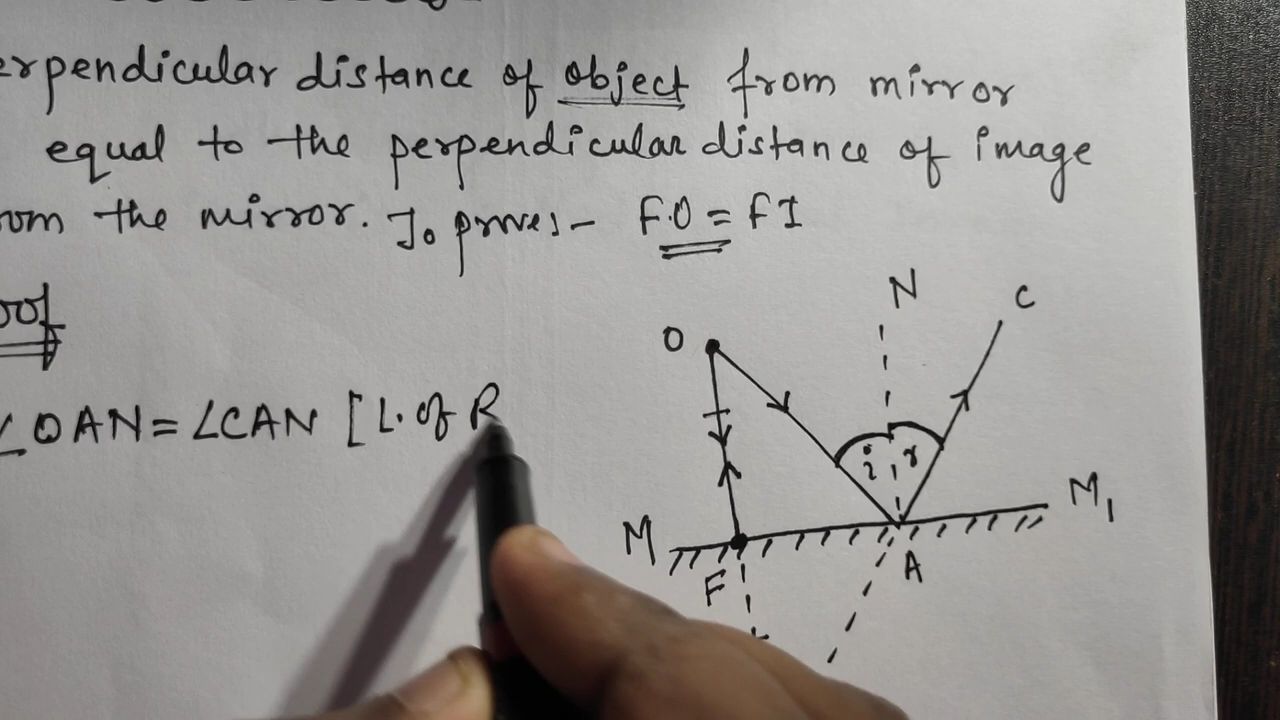 erpendicular distance of object from mirror
equal to the perpendicular distance of image
rom the mirror. To prove:- F.O = FI
oof
∠OAN = ∠CAN [L. of R
N
C
O
i
r
M
M1
F
A